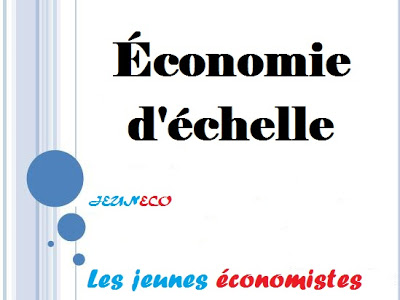 Économie
d'échelle
JEUNECO
Les jeunes économistes